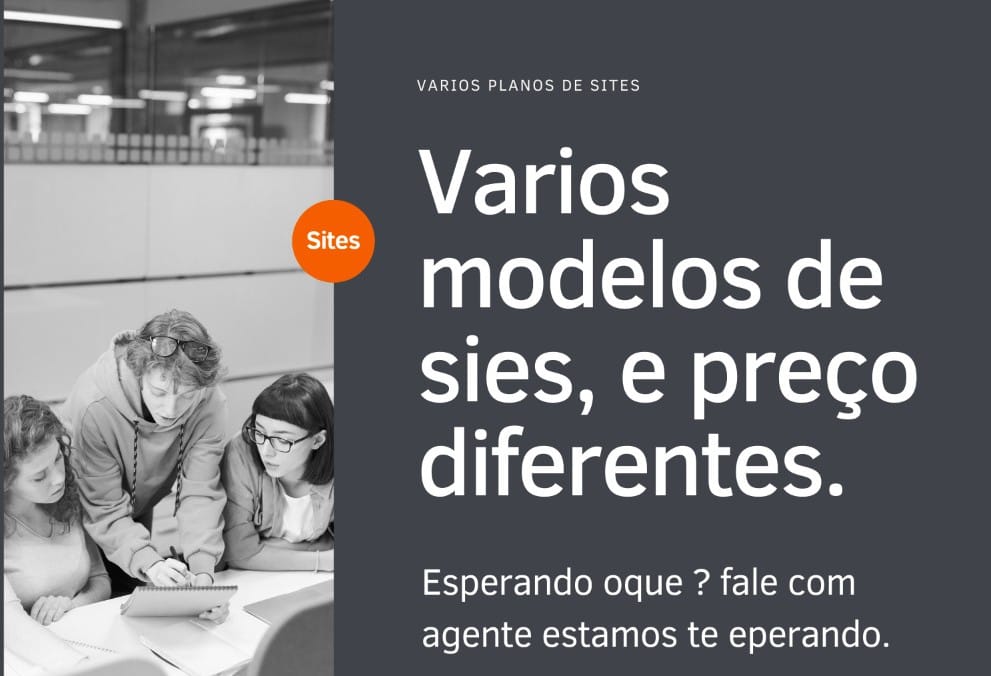 VARIOS PLANOS DE SITES
Sites
Varios
modelos de
sies, e preço
diferentes.
Esperando oque ? fale com
agente estamos te eperando.